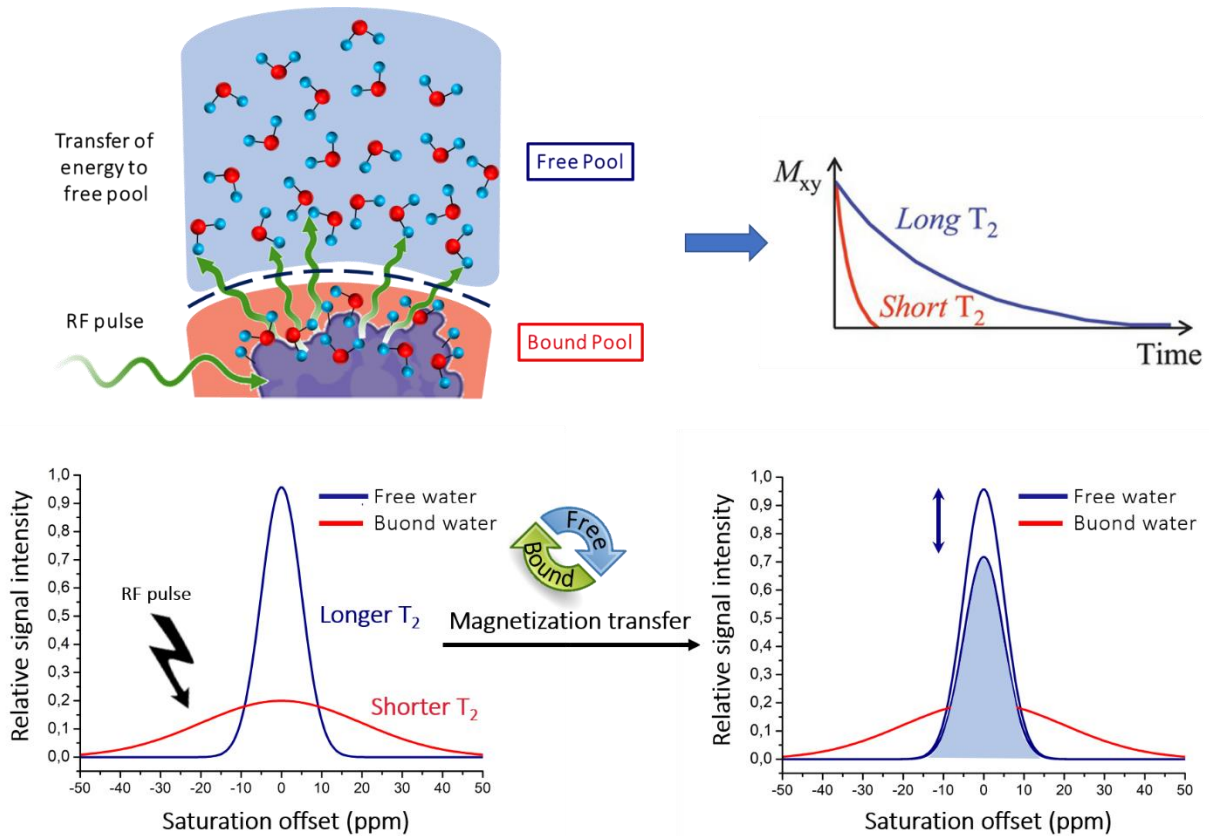 Transfer of
energy to
free pool
RF pulse
Free Pool
Bound Pool
M_xy
Long T_2
Short T_2
Time
Relative signal intensity
1,0
0,9
0,8
0,7
0,6
0,5
0,4
0,3
0,2
0,1
0,0
Free water
Buond water
RF pulse
Longer T_2
Shorter T_2
-50 -40 -30 -20 -10 0 10 20 30 40 50
Saturation offset (ppm)
Free
Bound
Magnetization transfer
Relative signal intensity
1,0
0,9
0,8
0,7
0,6
0,5
0,4
0,3
0,2
0,1
0,0
Free water
Buond water
-50 -40 -30 -20 -10 0 10 20 30 40 50
Saturation offset (ppm)